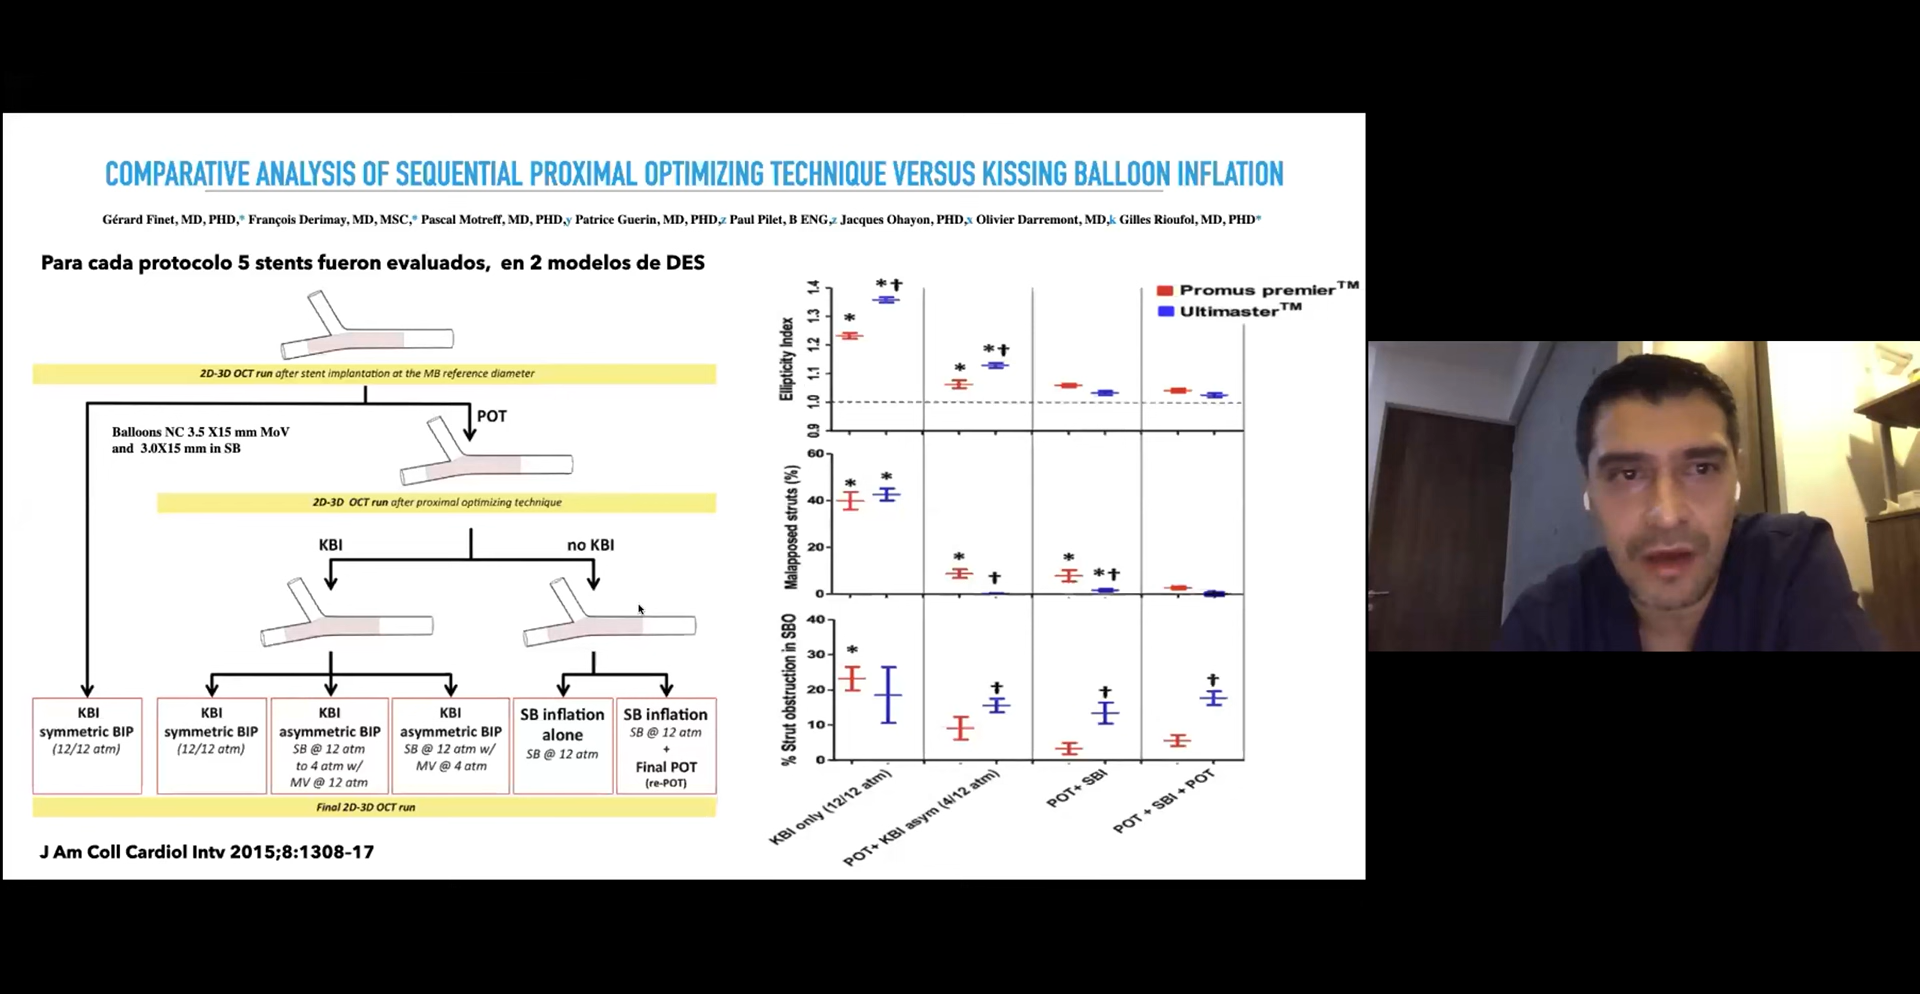 COMPARATIVE ANALYSIS OF SEQUENTIAL PROXIMAL OPTIMIZING TECHNIQUE VERSUS KISSING BALLOON INFLATION
Gérard Finet, MD, PHD,* François Derimay, MD, MSC,* Pascal Motreff, MD, PHD,y Patrice Guerin, MD, PHD,z Paul Pilet, B ENG,z Jacques Ohayon, PHD,x Olivier Darremont, MD,k Gilles Rioufol, MD, PHD*
Para cada protocolo 5 stents fueron evaluados, en 2 modelos de DES
2D-3D OCT run after stent implantation at the MB reference diameter
POT
Balloons NC 3.5 X15 mm MoV
and 3.0X15 mm in SB
2D-3D OCT run after proximal optimizing technique
KBI
no KBI
KBI
symmetric BIP
(12/12 atm)
KBI
symmetric BIP
(12/12 atm)
KBI
asymmetric BIP
SB @ 12 atm
to 4 atm w/
MV @ 12 atm
KBI
asymmetric BIP
SB @ 12 atm w/
MV @ 4 atm
SB inflation
alone
SB @ 12 atm
SB inflation
SB @ 12 atm
+
Final POT
(re-POT)
Final 2D-3D OCT run
J Am Coll Cardiol Intv 2015;8:1308-17
Promus premier™
Ultimaster™
Ellipticity Index
1.4
1.3
1.2
1.1
1.0
0.9
* *† * *†
Malapposed struts (%)
60
40
20
0
* * * † * *†
% Strut obstruction in SBO
40
30
20
10
0
* † † †
KBI only (12/12 atm)
POT+ KBI asym (4/12 atm)
POT+ SBI
POT + SBI + POT